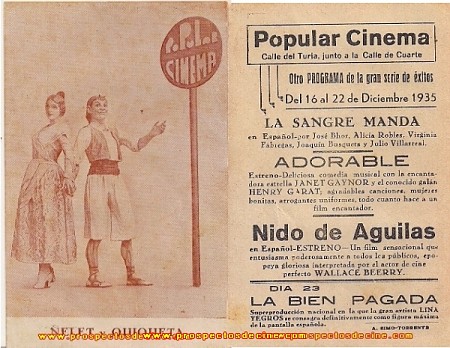 Popular
CINEMA
ÑELET y QUIQUETA
Popular Cinema
Calle del Turia, junto a la Calle de Cuarte
Otro PROGRAMA de la gran serie de éxitos
Del 16 al 22 de Diciembre 1935
LA SANGRE MANDA
en Español-por José Bhor, Alicia Robles, Virginia
Fábregas, Joaquín Busquets y Julio Villarreal.
ADORABLE
Estreno-Deliciosa comedia musical con la encanta-
dora estrella JANET GAYNOR y el conocido galán
HENRY GARAT; agradables canciones, mujeres
bonitas, arrogantes uniformes, todo cuanto hace a un
film encantador.
Nido de Aguilas
en Español-ESTRENO-Un film sensacional que
entusiasma poderosamente a todos los públicos, epo-
peya gloriosa interpretada por el actor de cine
perfecto WALLACE BEERRY.
DIA 23
LA BIEN PAGADA
Superproducción nacional en la que la gran artista LINA
YEGROS se consagra definitivamente como figura máxima
de la pantalla española.
A. SIMO-TORRENTE
www.prospectosdecine.com